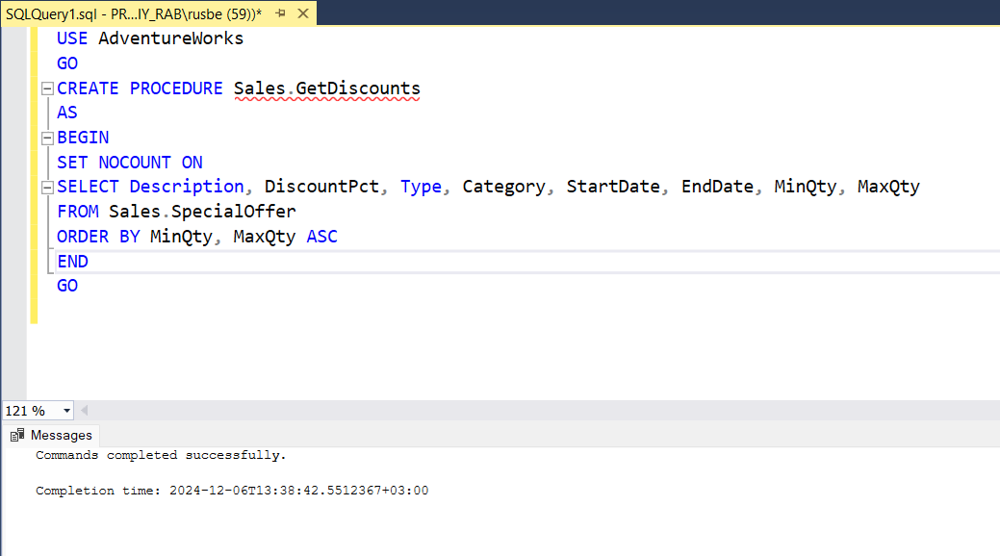 SQLQuery1.sql - PR...IY_RAB\rusbe (59))*
USE AdventureWorks
GO
CREATE PROCEDURE Sales.GetDiscounts
AS
BEGIN
SET NOCOUNT ON
SELECT Description, DiscountPct, Type, Category, StartDate, EndDate, MinQty, MaxQty
FROM Sales.SpecialOffer
ORDER BY MinQty, MaxQty ASC
END
GO
121 %
Messages
Commands completed successfully.
Completion time: 2024-12-06T13:38:42.5512367+03:00